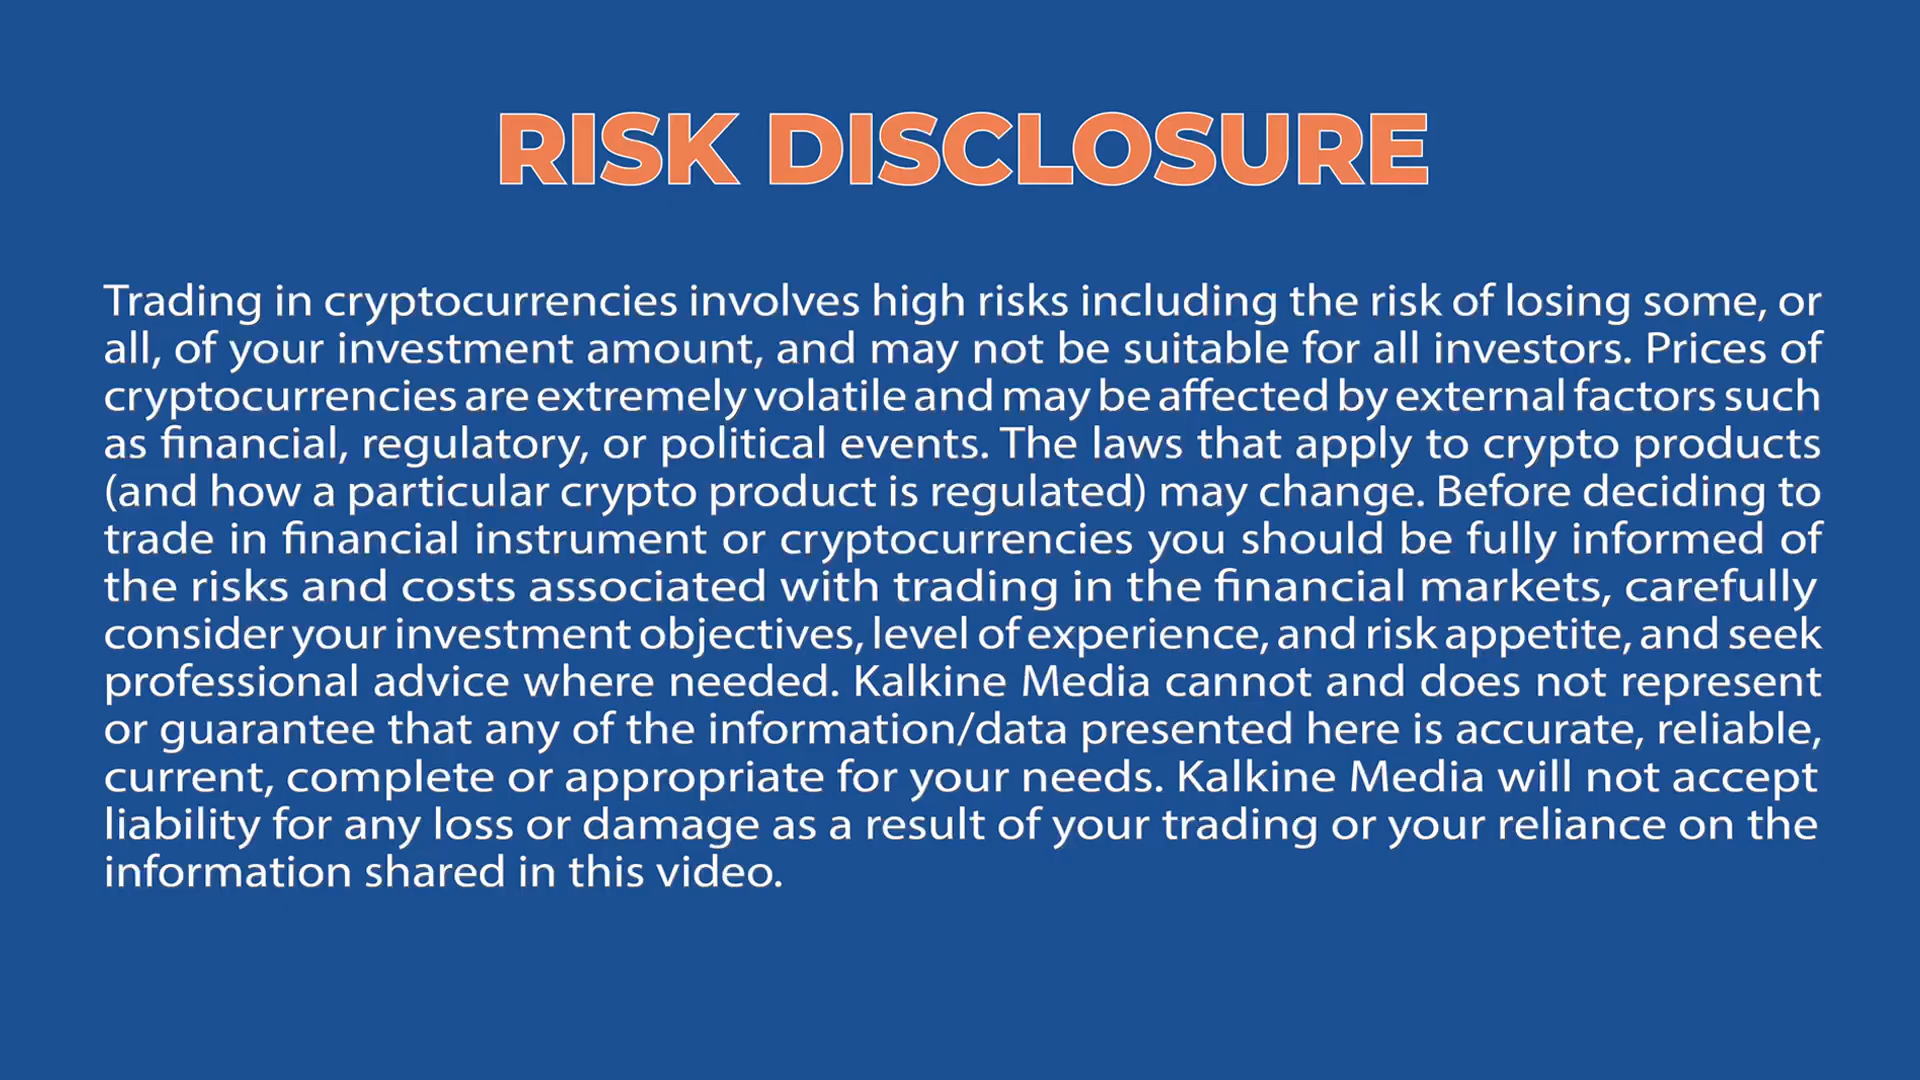 RISK DISCLOSURE
Trading in cryptocurrencies involves high risks including the risk of losing some, or
all, of your investment amount, and may not be suitable for all investors. Prices of
cryptocurrencies are extremely volatile and may be affected by external factors such
as financial, regulatory, or political events. The laws that apply to crypto products
(and how a particular crypto product is regulated) may change. Before deciding to
trade in financial instrument or cryptocurrencies you should be fully informed of
the risks and costs associated with trading in the financial markets, carefully
consider your investment objectives, level of experience, and risk appetite, and seek
professional advice where needed. Kalkine Media cannot and does not represent
or guarantee that any of the information/data presented here is accurate, reliable,
current, complete or appropriate for your needs. Kalkine Media will not accept
liability for any loss or damage as a result of your trading or your reliance on the
information shared in this video.